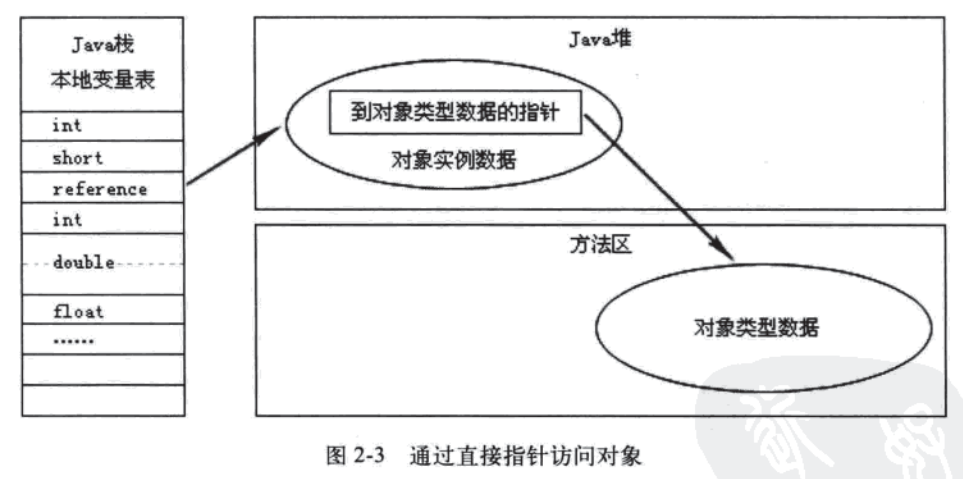 Java栈
本地变量表
int
short
reference
int
double
float
......
Java堆
到对象类型数据的指针
对象实例数据
方法区
对象类型数据
图 2-3 通过直接指针访问对象